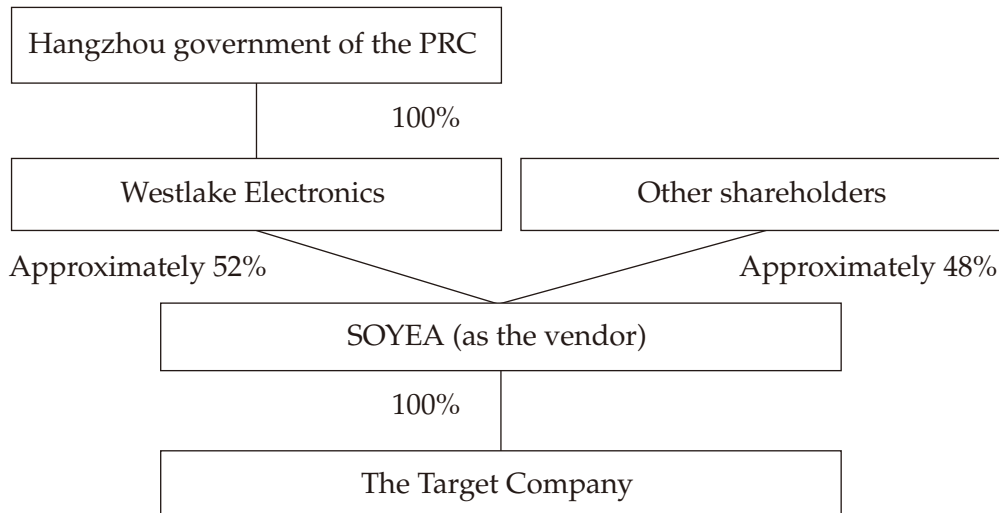 Hangzhou government of the PRC
100%
Westlake Electronics
Other shareholders
Approximately 52%
Approximately 48%
SOYEA (as the vendor)
100%
The Target Company